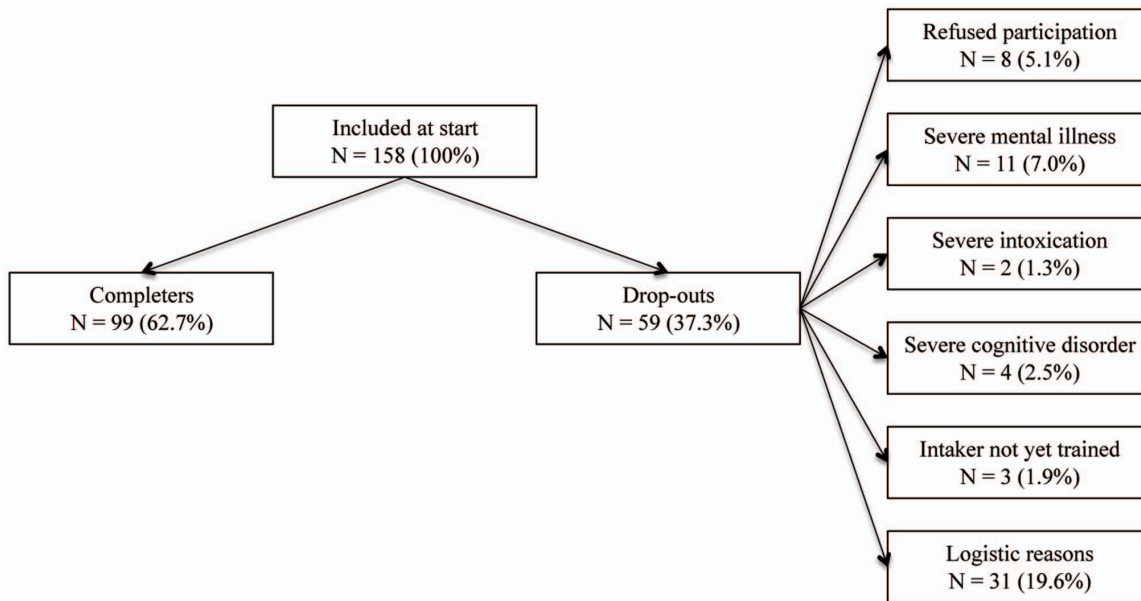 Included at start
N = 158 (100%)
Completers
N = 99 (62.7%)
Drop-outs
N = 59 (37.3%)
Refused participation
N = 8 (5.1%)
Severe mental illness
N = 11 (7.0%)
Severe intoxication
N = 2 (1.3%)
Severe cognitive disorder
N = 4 (2.5%)
Intaker not yet trained
N = 3 (1.9%)
Logistic reasons
N = 31 (19.6%)